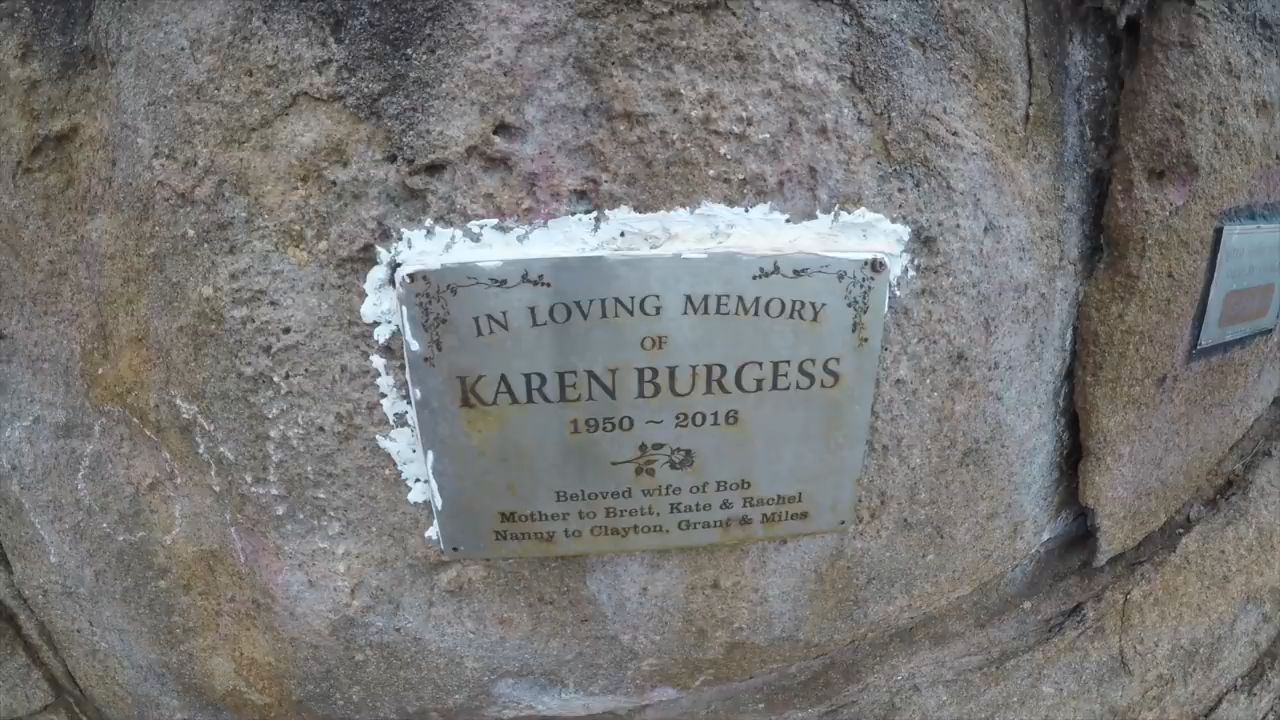 IN LOVING MEMORY
OF
KAREN BURGESS
1950 ~ 2016
Beloved wife of Bob
Mother to Brett, Kate & Rachel
Nanny to Clayton, Grant & Miles